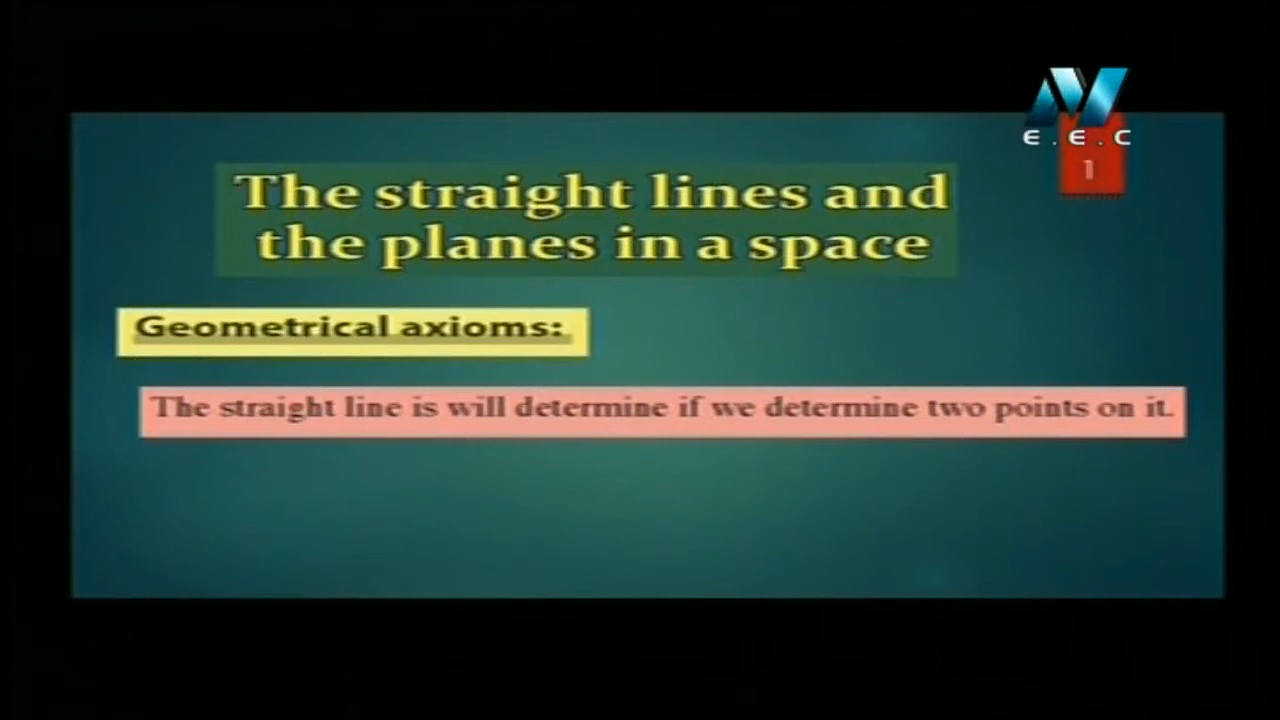 E.E.C
1
The straight lines and
the planes in a space
Geometrical axioms:
The straight line is will determine if we determine two points on it.